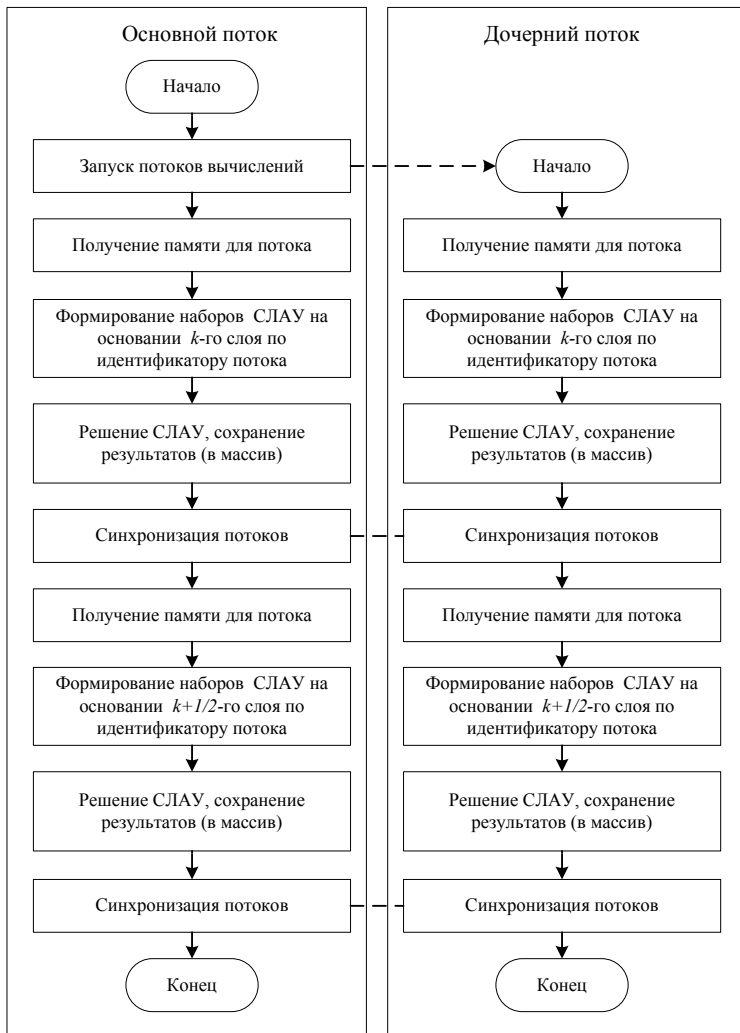 Основной поток
Начало
Запуск потоков вычислений
Получение памяти для потока
Формирование наборов СЛАУ на
основании k-го слоя по
идентификатору потока
Решение СЛАУ, сохранение
результатов (в массив)
Синхронизация потоков
Получение памяти для потока
Формирование наборов СЛАУ на
основании k+1/2-го слоя по
идентификатору потока
Решение СЛАУ, сохранение
результатов (в массив)
Синхронизация потоков
Конец
Дочерний поток
Начало
Получение памяти для потока
Формирование наборов СЛАУ на
основании k-го слоя по
идентификатору потока
Решение СЛАУ, сохранение
результатов (в массив)
Синхронизация потоков
Получение памяти для потока
Формирование наборов СЛАУ на
основании k+1/2-го слоя по
идентификатору потока
Решение СЛАУ, сохранение
результатов (в массив)
Синхронизация потоков
Конец